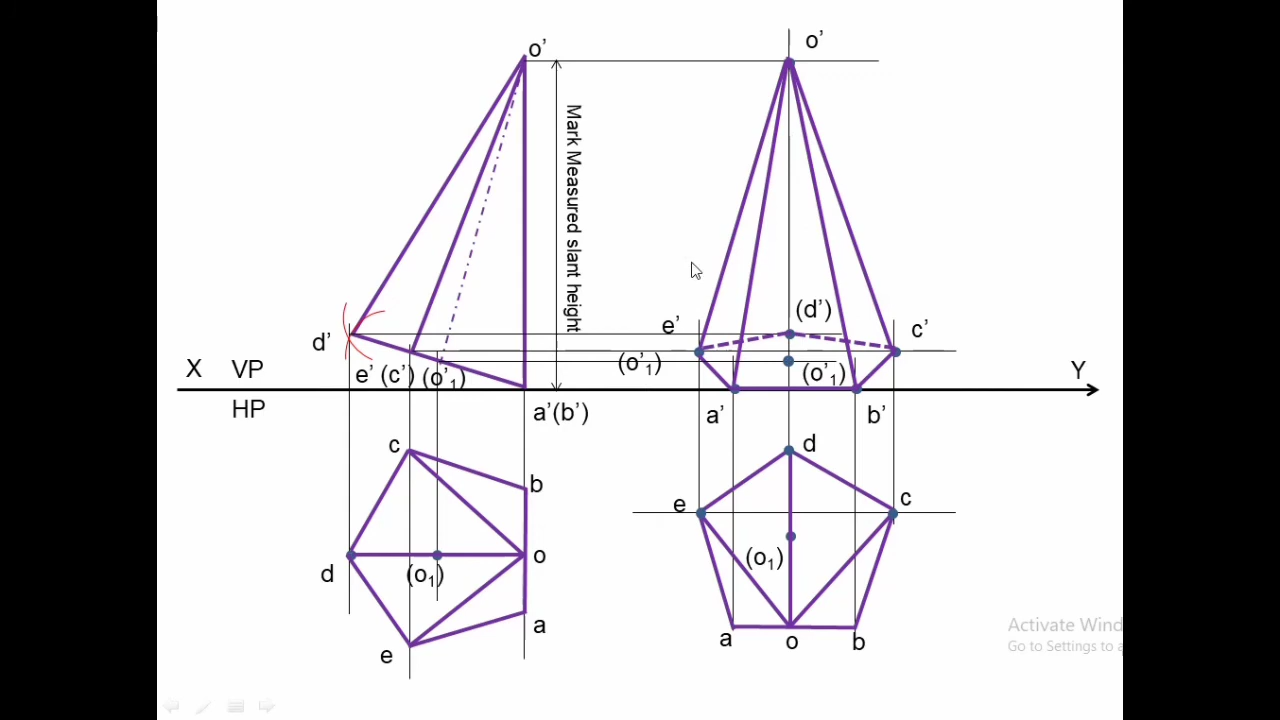 o’
o’
Mark Measured slant height
d’
e’
(d’)
c’
X
VP
e’ (c’) (o’₁)
(o’₁)
(o’₁)
Y
HP
a’(b’)
a’
b’
c
d
b
e
c
o
(o₁)
d
(o₁)
a
e
a
o
b
Activate Wind
Go to Settings to a